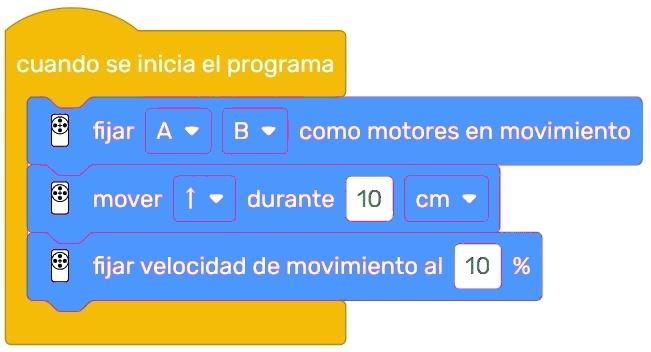 cuando se inicia el programa
fijar A B como motores en movimiento
mover ↑ durante 10 cm
fijar velocidad de movimiento al 10 %